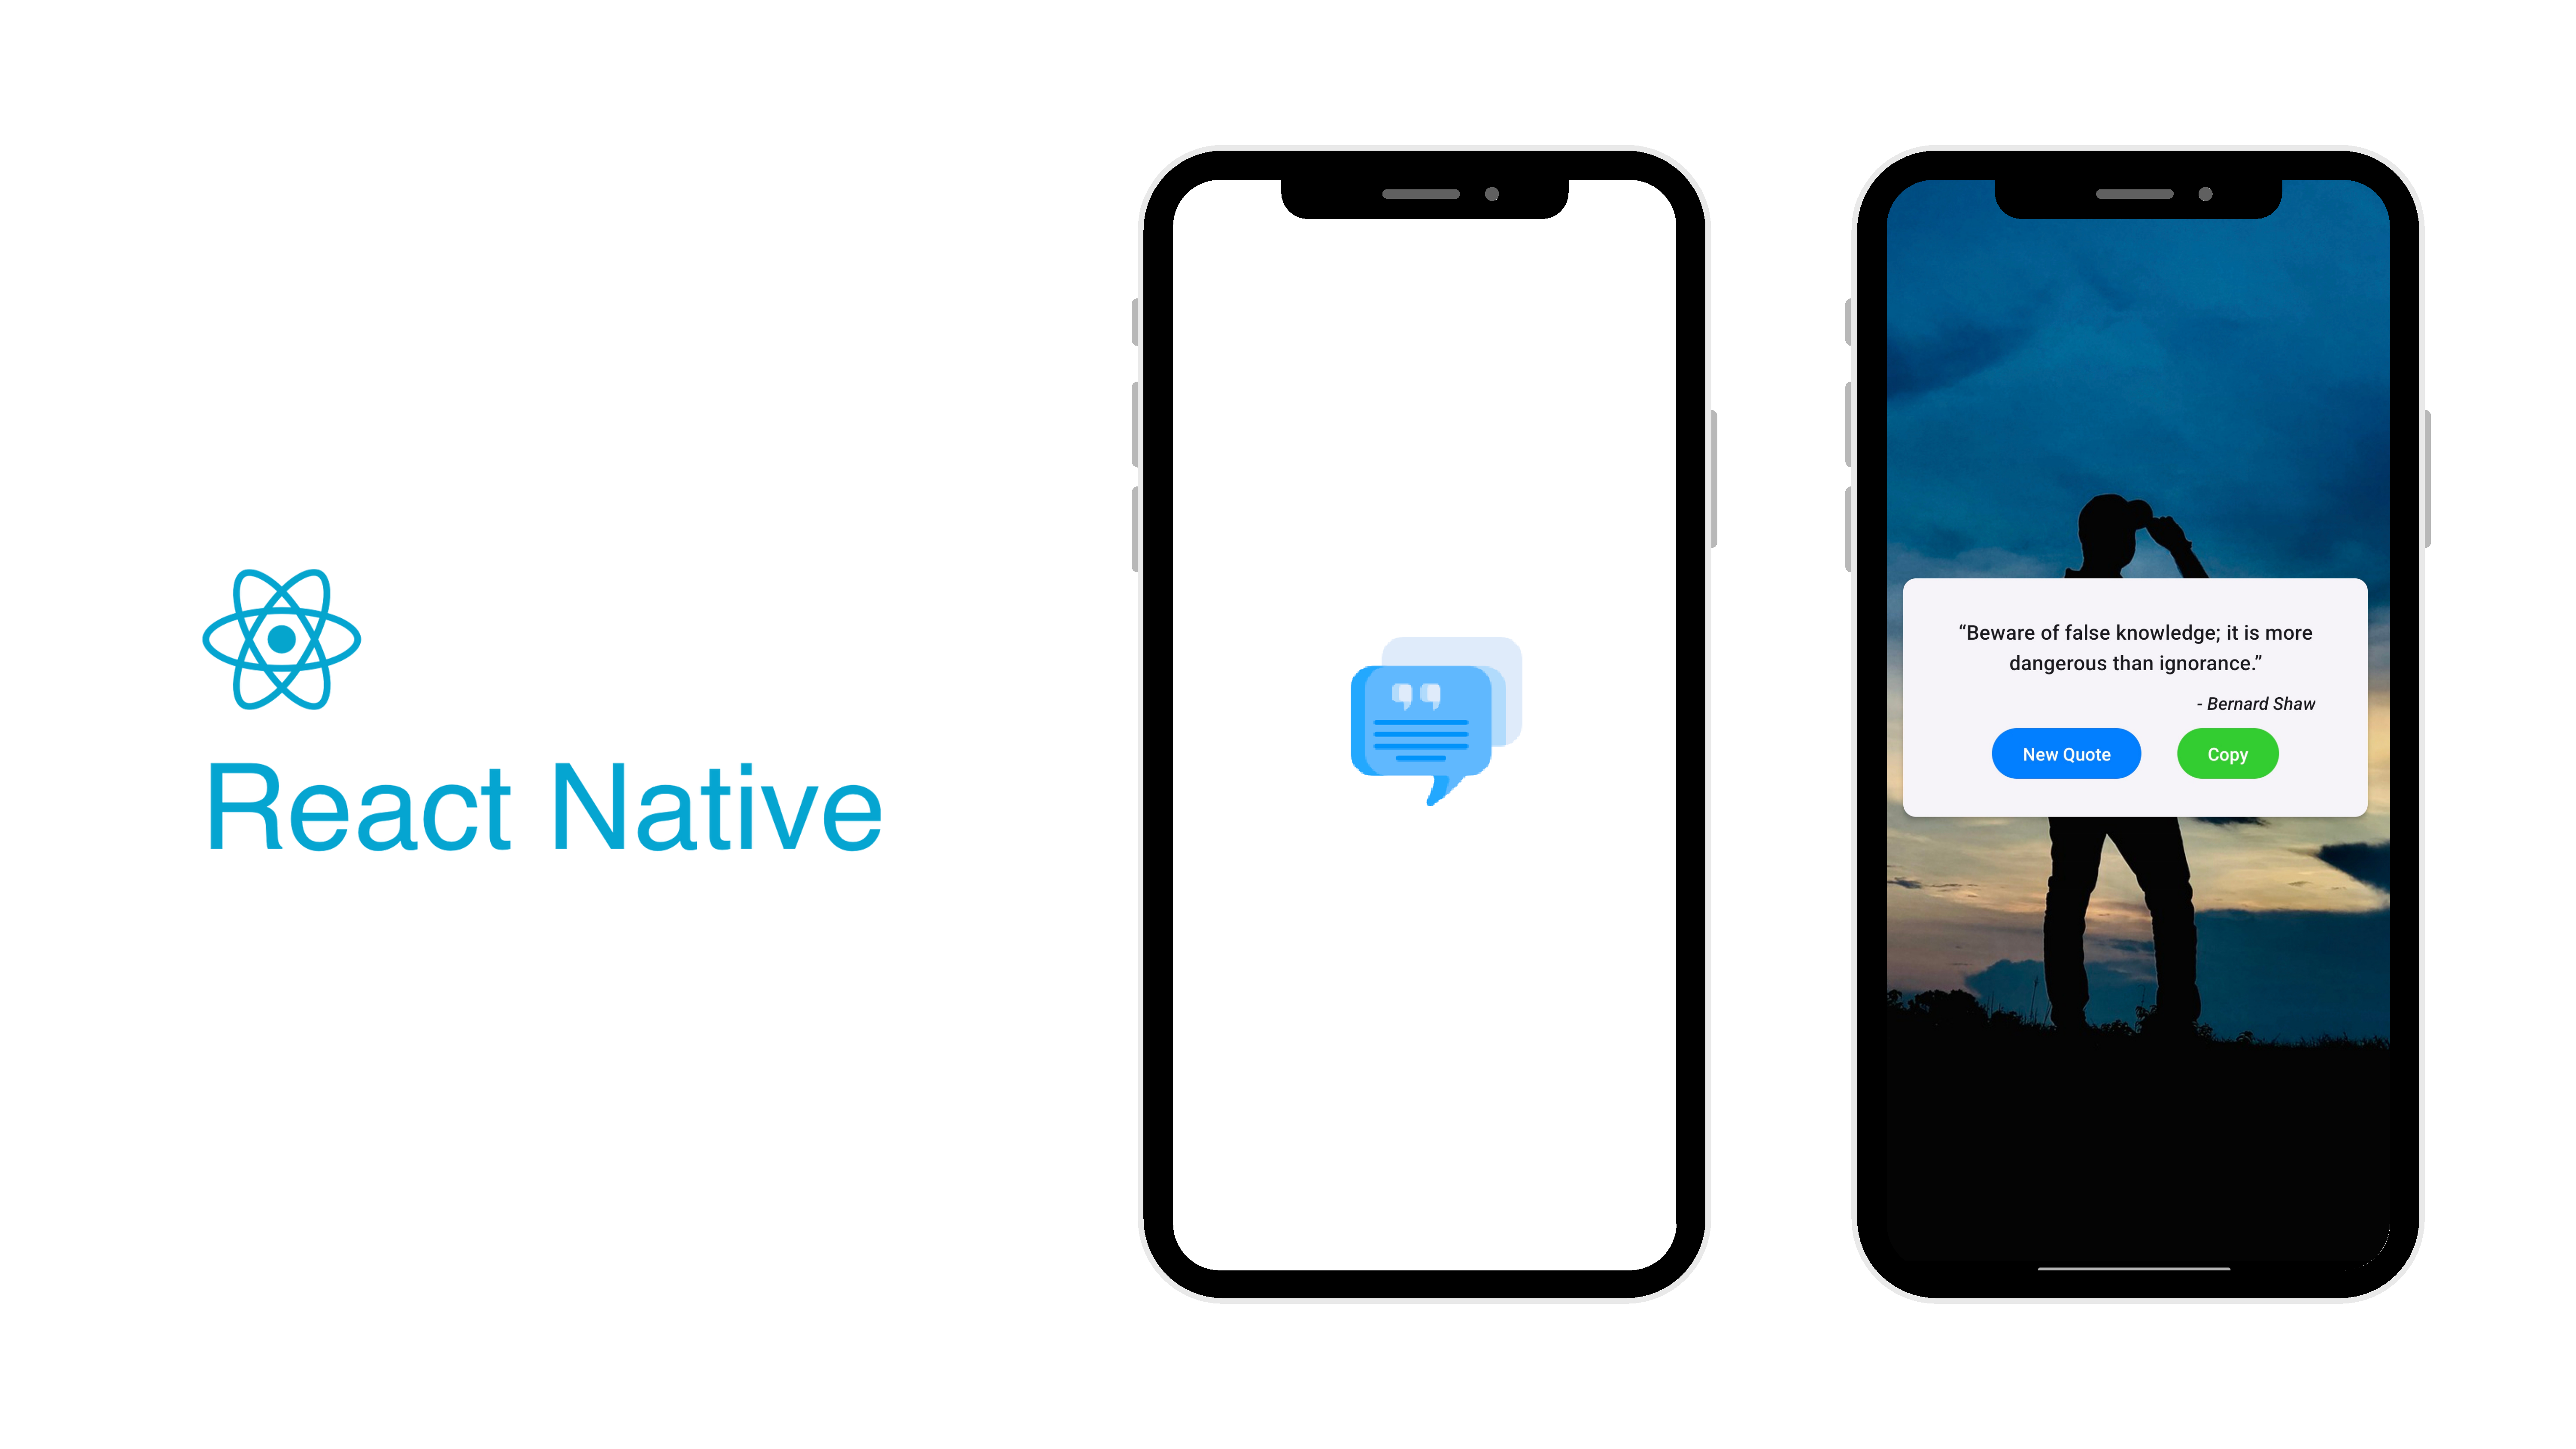 React Native
“Beware of false knowledge; it is more
dangerous than ignorance.”
- Bernard Shaw
New Quote
Copy